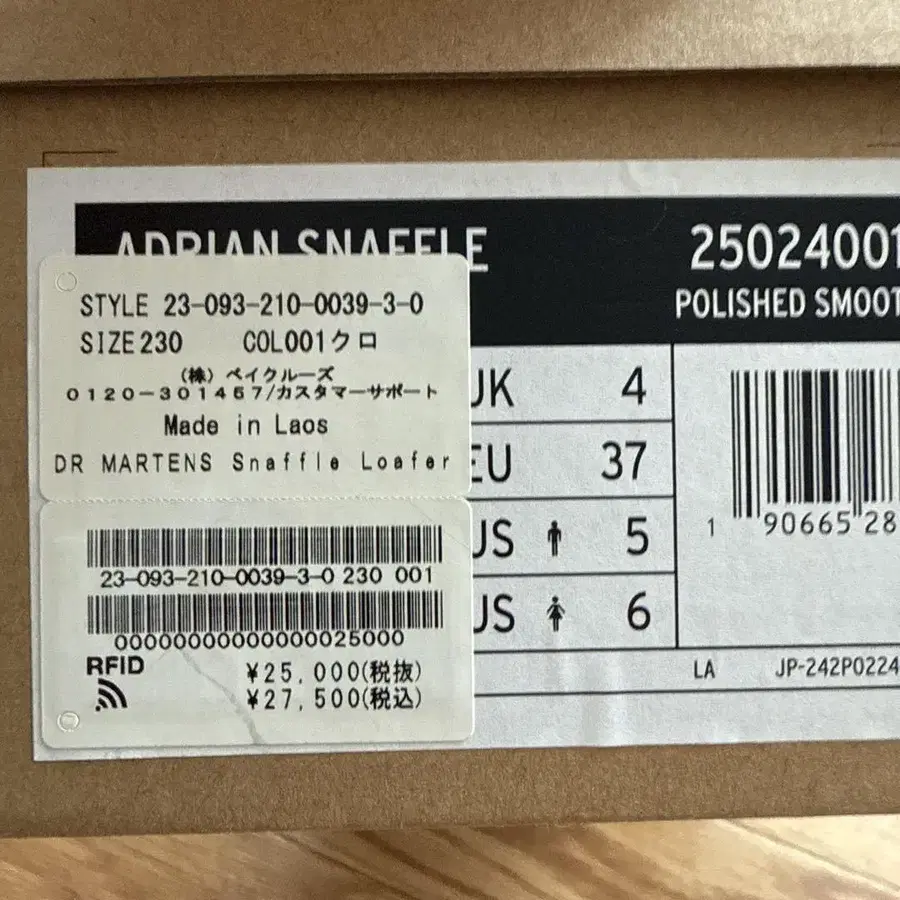 ADRIAN SNAFFLE
25024001
POLISHED SMOOT
STYLE 23-093-210-0039-3-0
SIZE230 COL001クロ
(株) ベイクルーズ
0120-301457/カスタマーサポート
Made in Laos
DR MARTENS Snaffle Loafer
23-093-210-0039-3-0 230 001
00000000000000025000
RFID
¥25,000(税抜)
¥27,500(税込)
UK 4
EU 37
US 5
US 6
1 90665 28
LA JP-242P0224